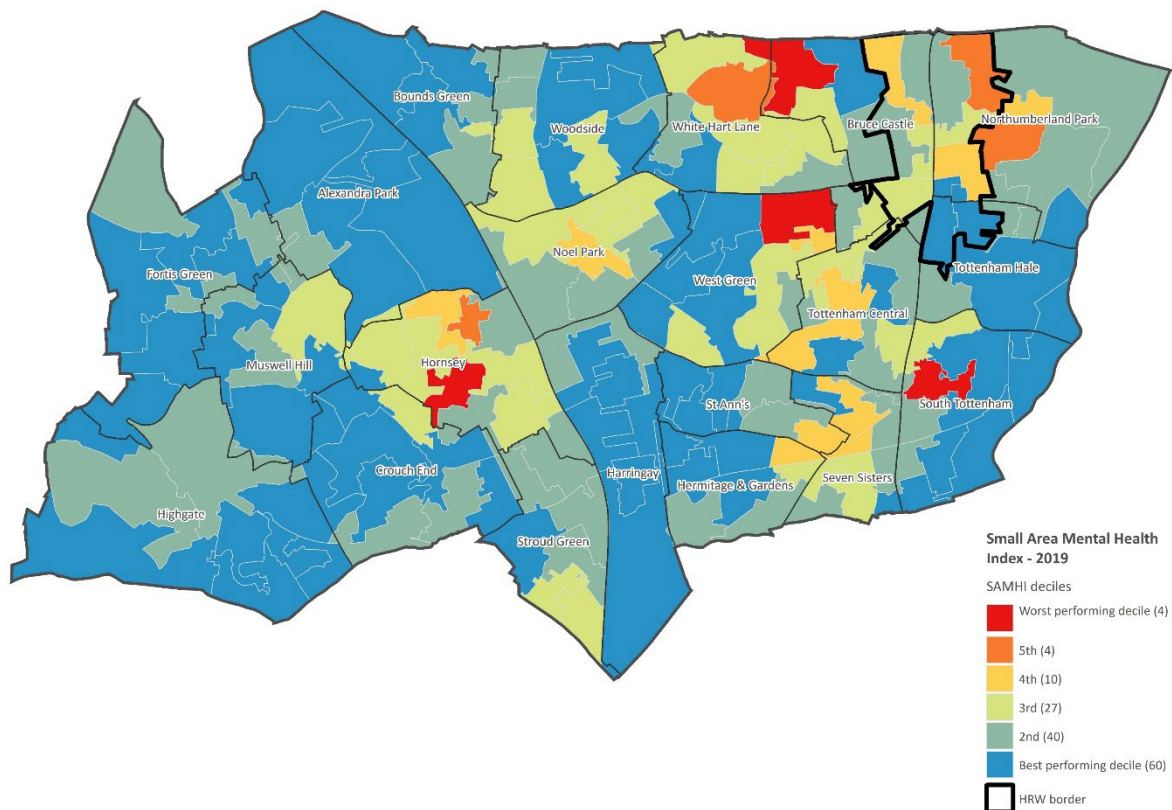 Bounds Green
Woodside
White Hart Lane
Bruce Castle
Northumberland Park
Alexandra Park
Noel Park
Fortis Green
West Green
Tottenham Hale
Tottenham Central
Muswell Hill
Hornsey
St Ann's
South Tottenham
Crouch End
Harringay
Hermitage & Gardens
Seven Sisters
Highgate
Stroud Green
Small Area Mental Health
Index - 2019
SAMHI deciles
Worst performing decile (4)
5th (4)
4th (10)
3rd (27)
2nd (40)
Best performing decile (60)
HRW border